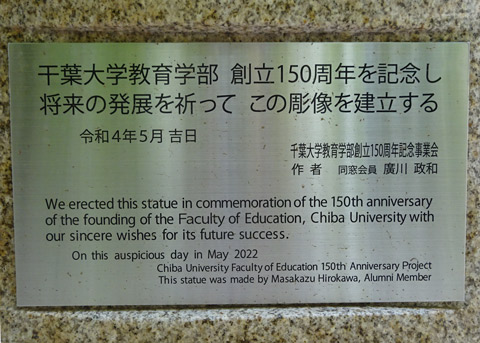 千葉大学教育学部 創立150周年を記念し
将来の発展を祈って この彫像を建立する
令和4年5月 吉日
千葉大学教育学部創立150周年記念事業会
作 者 同窓会員 廣川 政和
We erected this statue in commemoration of the 150th anniversary
of the founding of the Faculty of Education, Chiba University with
our sincere wishes for its future success.
On this auspicious day in May 2022
Chiba University Faculty of Education 150th Anniversary Project
This statue was made by Masakazu Hirokawa, Alumni Member